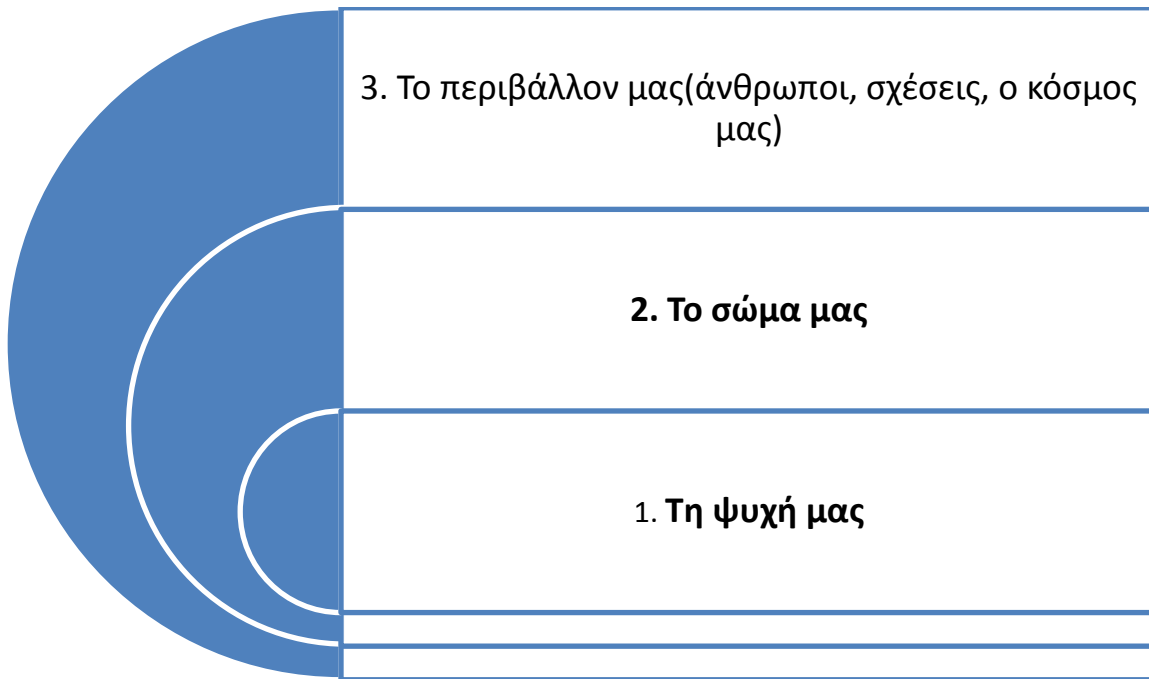 3. Το περιβάλλον μας(άνθρωποι, σχέσεις, ο κόσμος
μας)
2. Το σώμα μας
1. Τη ψυχή μας